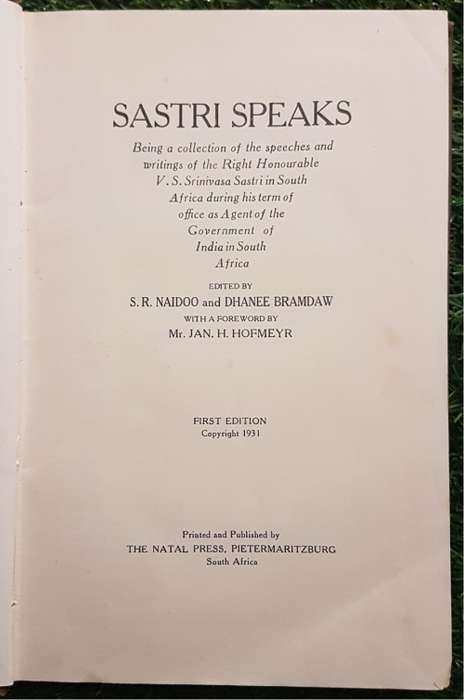 SASTRI SPEAKS
Being a collection of the speeches and
writings of the Right Honourable
V. S. Srinivasa Sastri in South
Africa during his term of
office as Agent of the
Government of
India in South
Africa
EDITED BY
S. R. NAIDOO and DHANEE BRAMDAW
WITH A FOREWORD BY
Mr. JAN. H. HOFMEYR
FIRST EDITION
Copyright 1931
Printed and Published by
THE NATAL PRESS, PIETERMARITZBURG
South Africa